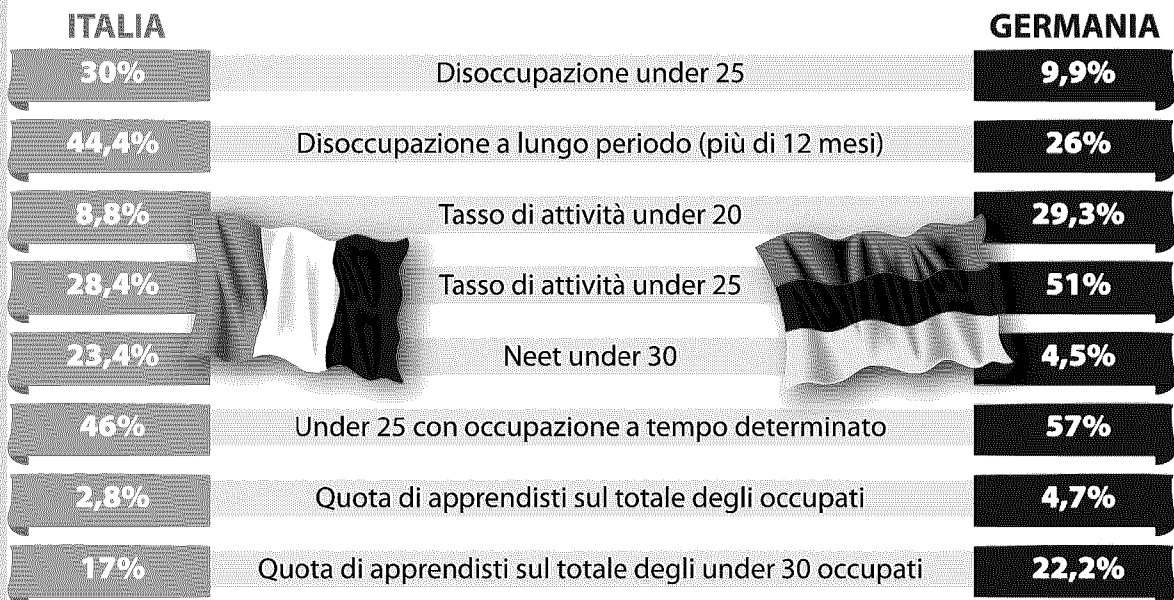 ITALIA GERMANIA
30% Disoccupazione under 25 9,9%
44,4% Disoccupazione a lungo periodo (più di 12 mesi) 26%
8,8% Tasso di attività under 20 29,3%
28,4% Tasso di attività under 25 51%
23,4% Neet under 30 4,5%
46% Under 25 con occupazione a tempo determinato 57%
2,8% Quota di apprendisti sul totale degli occupati 4,7%
17% Quota di apprendisti sul totale degli under 30 occupati 22,2%